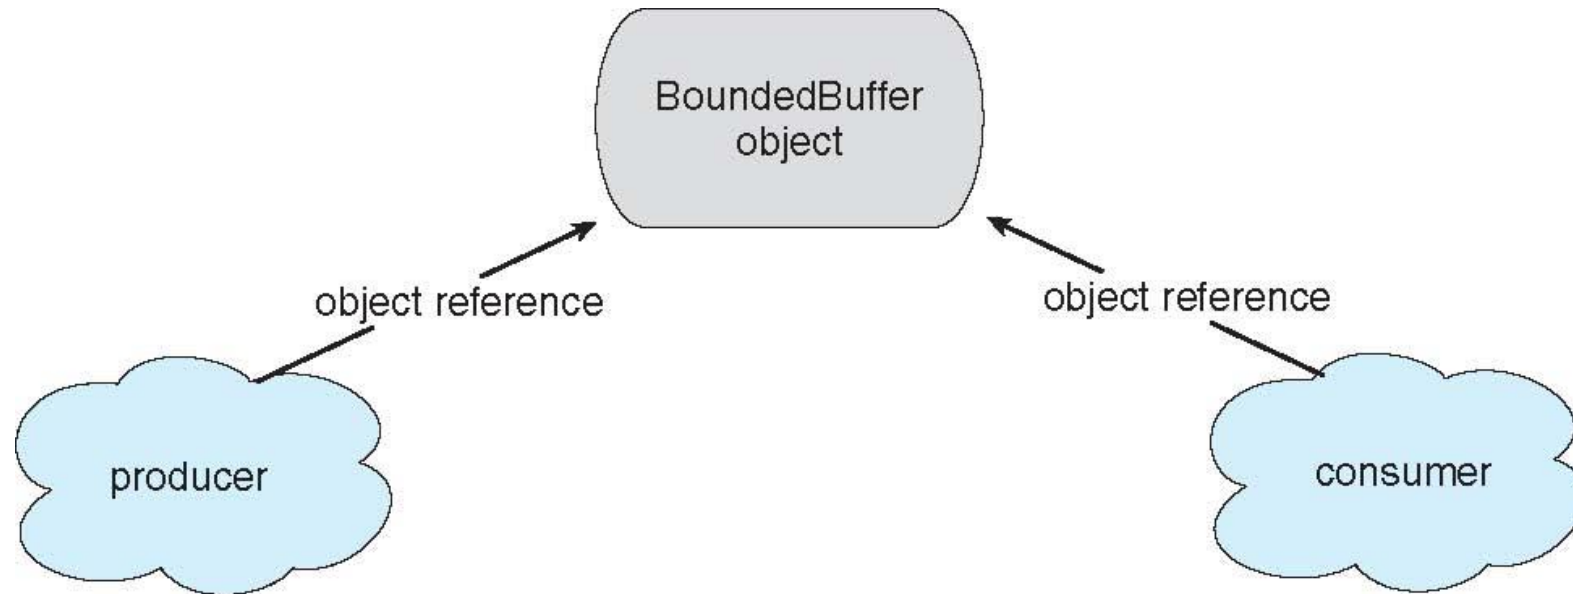 BoundedBuffer
object
object reference
object reference
producer
consumer